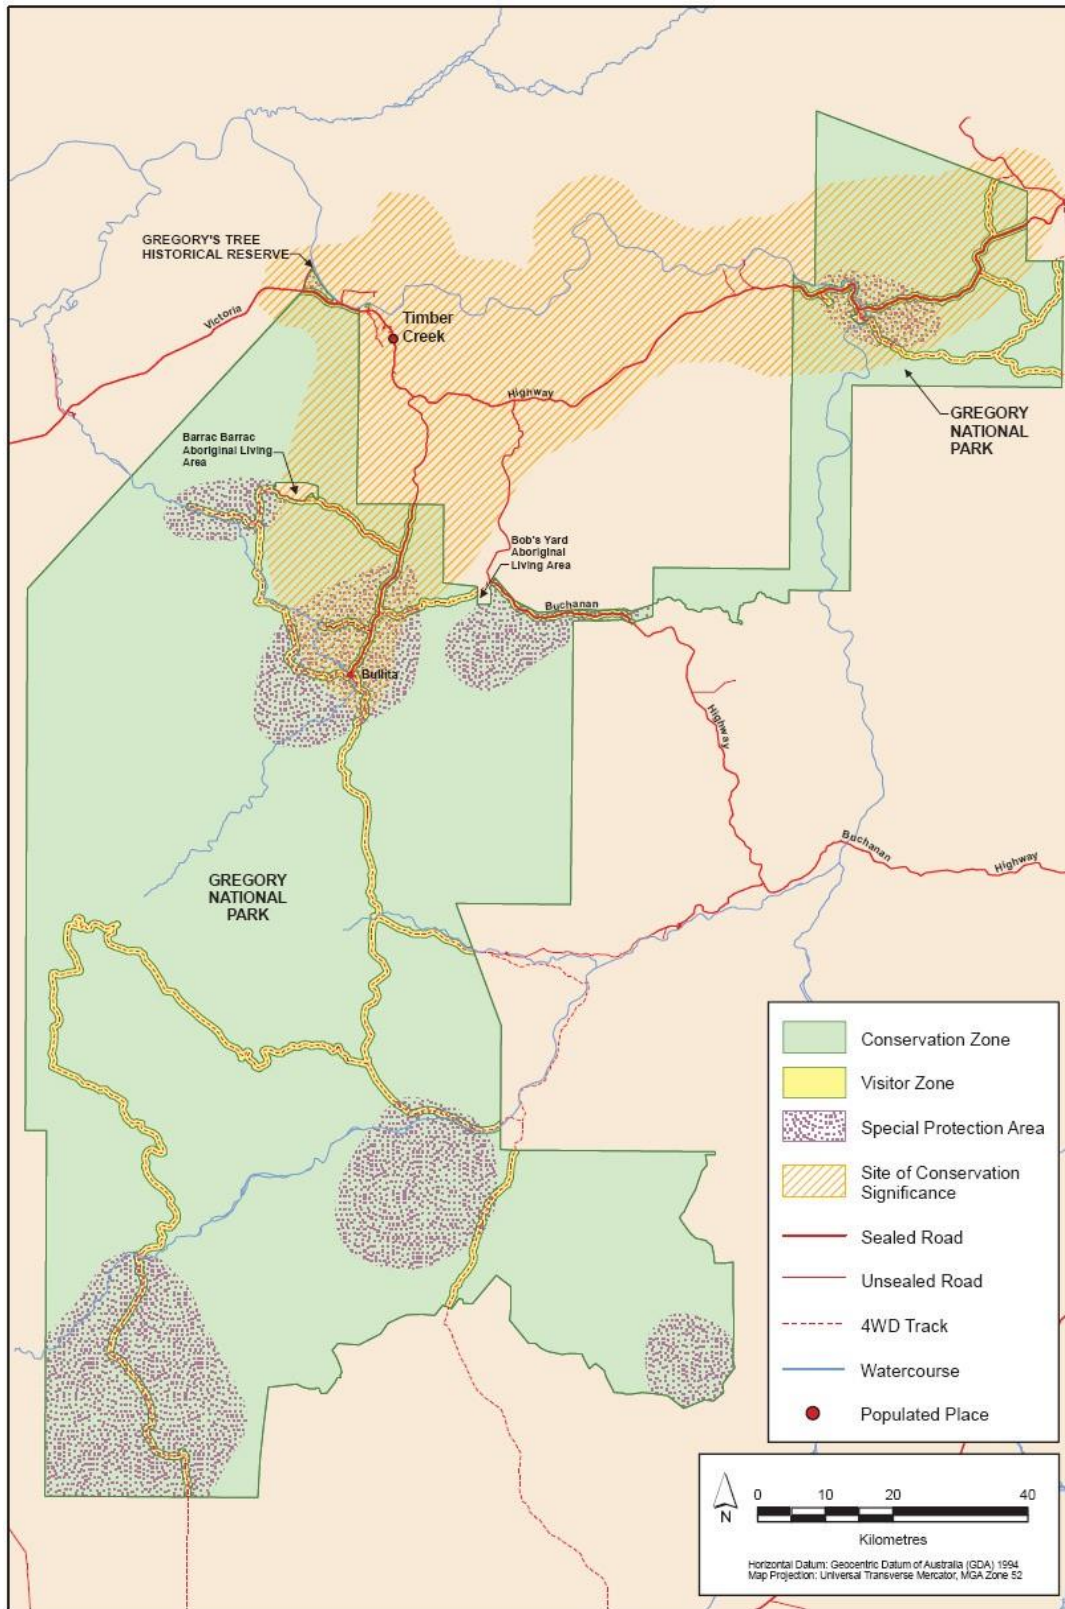 GREGORY'S TREE
HISTORICAL RESERVE
Victoria
Timber
Creek
Highway
GREGORY
NATIONAL
PARK
Barrac Barrac
Aboriginal Living
Area
Bob's Yard
Aboriginal
Living Area
Buchanan
Bullita
Highway
Buchanan
Highway
GREGORY
NATIONAL
PARK
Conservation Zone
Visitor Zone
Special Protection Area
Site of Conservation
Significance
Sealed Road
Unsealed Road
4WD Track
Watercourse
Populated Place
N
0 10 20 40
Kilometres
Horizontal Datum: Geocentric Datum of Australia (GDA) 1994
Map Projection: Universal Transverse Mercator, MGA Zone 52